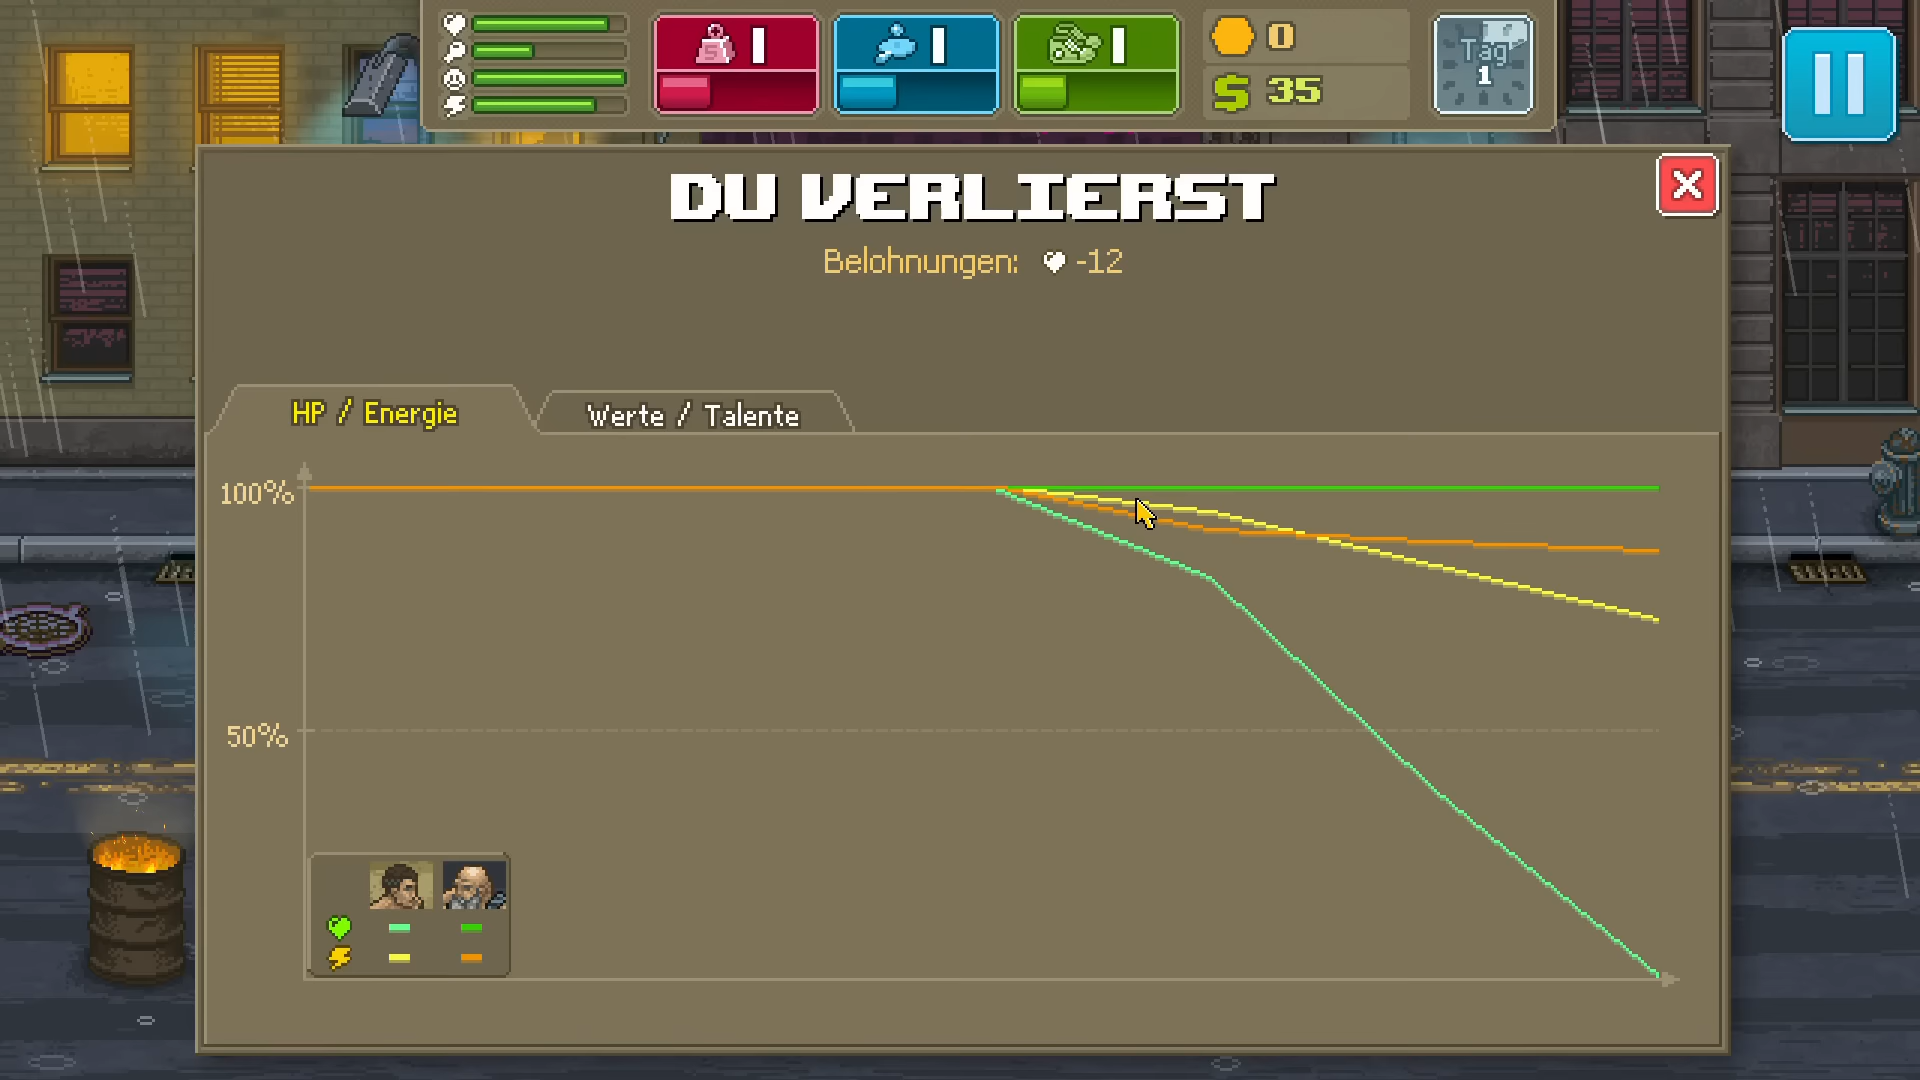 0
$ 35
Tag
1
DU VERLIERST
Belohnungen: -12
HP / Energie
Werte / Talente
100%
50%